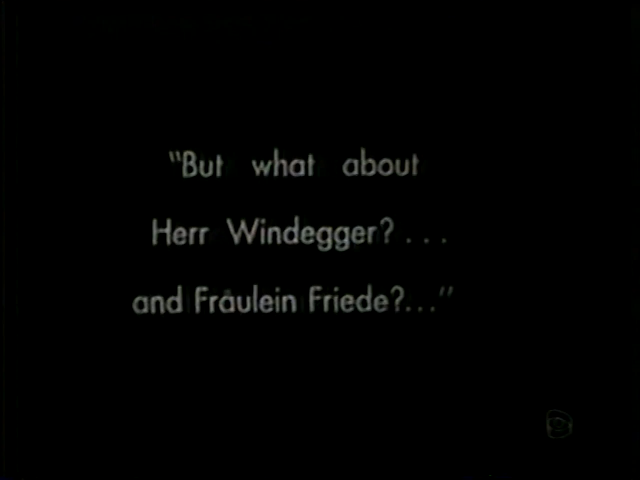 "But what about
Herr Windegger? . . .
and Fräulein Friede?..."